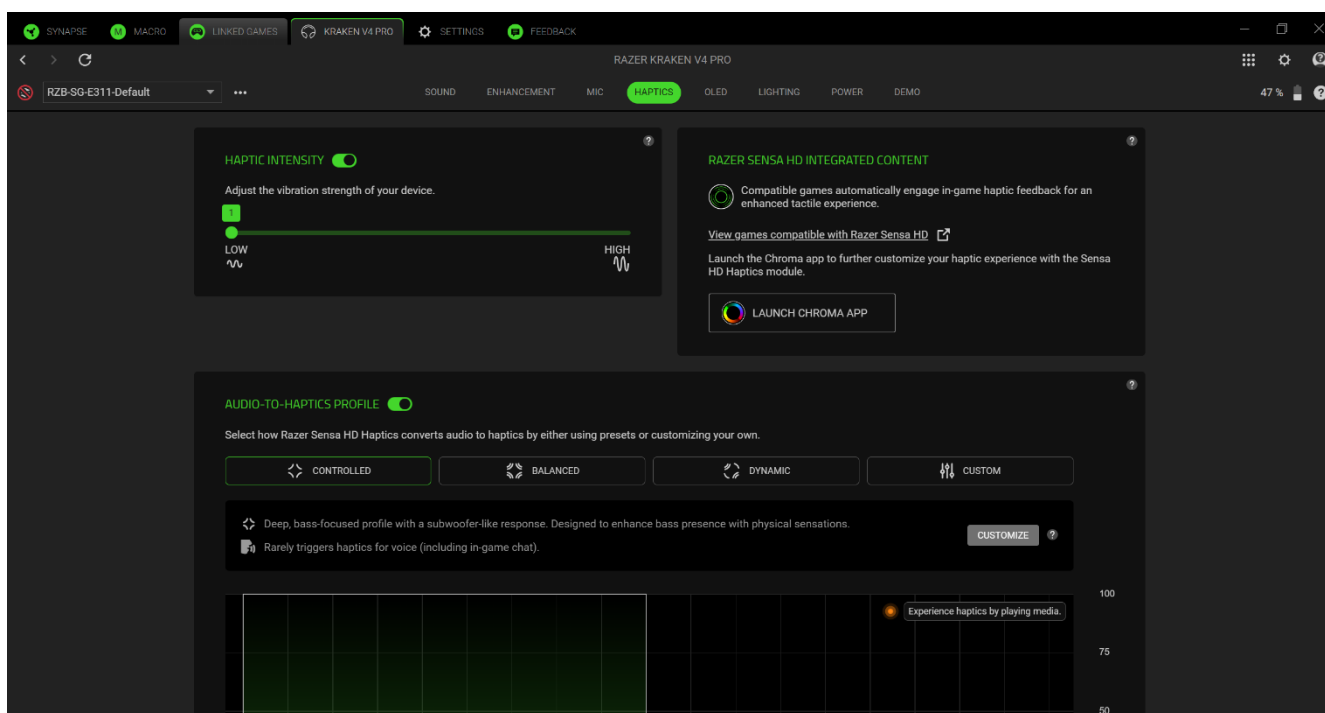 SYNAPSE MACRO LINKED GAMES KRAKEN V4 PRO SETTINGS FEEDBACK
RAZER KRAKEN V4 PRO
RZB-SG-E311-Default SOUND ENHANCEMENT MIC HAPTICS OLED LIGHTING POWER DEMO 47 %
HAPTIC INTENSITY
Adjust the vibration strength of your device.
1
LOW HIGH
RAZER SENSA HD INTEGRATED CONTENT
Compatible games automatically engage in-game haptic feedback for an
enhanced tactile experience.
View games compatible with Razer Sensa HD
Launch the Chroma app to further customize your haptic experience with the Sensa
HD Haptics module.
LAUNCH CHROMA APP
AUDIO-TO-HAPTICS PROFILE
Select how Razer Sensa HD Haptics converts audio to haptics by either using presets or customizing your own.
CONTROLLED BALANCED DYNAMIC CUSTOM
Deep, bass-focused profile with a subwoofer-like response. Designed to enhance bass presence with physical sensations.
Rarely triggers haptics for voice (including in-game chat).
CUSTOMIZE ?
100
Experience haptics by playing media.
75
50